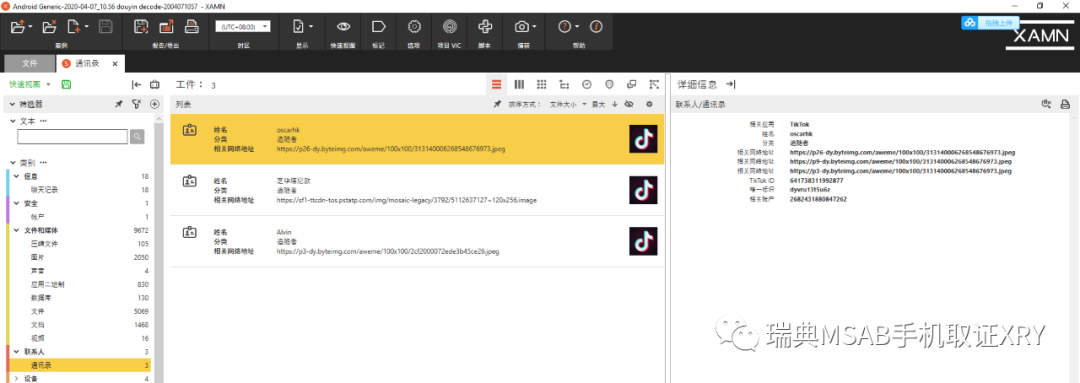 Android Generic-2020-04-07_10.56 douyin decode-2004071057 - XAMN
案例
报告/导出
(UTC-08:00)
时区
显示
快速视图
标记
选项
项目 VIC
脚本
捕获
帮助
拖拽上传
XAMN
文件
5 通讯录 ×
快速视图
筛选器
文本 •••
类别 •••
信息 18
聊天记录 18
安全 1
帐户 1
文件和媒体 9672
压缩文件 105
图片 2050
声音 4
应用二进制 830
数据库 130
文件 5069
文档 1468
视频 16
联系人 3
通讯录 3
设备 4
工件： 3
列表
排序方式： 文件大小 最大
姓名 oscarhk
分类 追随者
相关网络地址 https://p26-dy.byteimg.com/aweme/100x100/313140006268548676973.jpeg
姓名 芝华塔尼欧
分类 追随者
相关网络地址 https://sf1-ttcdn-tos.pstatp.com/img/mosaic-legacy/3792/5112637127~120x256.image
姓名 Alvin
分类 追随者
相关网络地址 https://p3-dy.byteimg.com/aweme/100x100/2cf2000072ede3b45ce26.jpeg
详细信息
联系人/通讯录
相关应用 TikTok
姓名 oscarhk
分类 追随者
相关网络地址 https://p26-dy.byteimg.com/aweme/100x100/313140006268548676973.jpeg
相关网络地址 https://p9-dy.byteimg.com/aweme/100x100/313140006268548676973.jpeg
相关网络地址 https://p3-dy.byteimg.com/aweme/100x100/313140006268548676973.jpeg
TikTok ID 641738311992877
唯一标识 dyvru13t5u6z
相关账户 2682431880847262
瑞典MSAB手机取证XRY